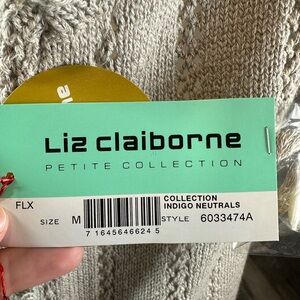 Liz claiborne
PETITE COLLECTION
FLX
COLLECTION
INDIGO NEUTRALS
SIZE M
STYLE 6033474A
7 16456 46624 5